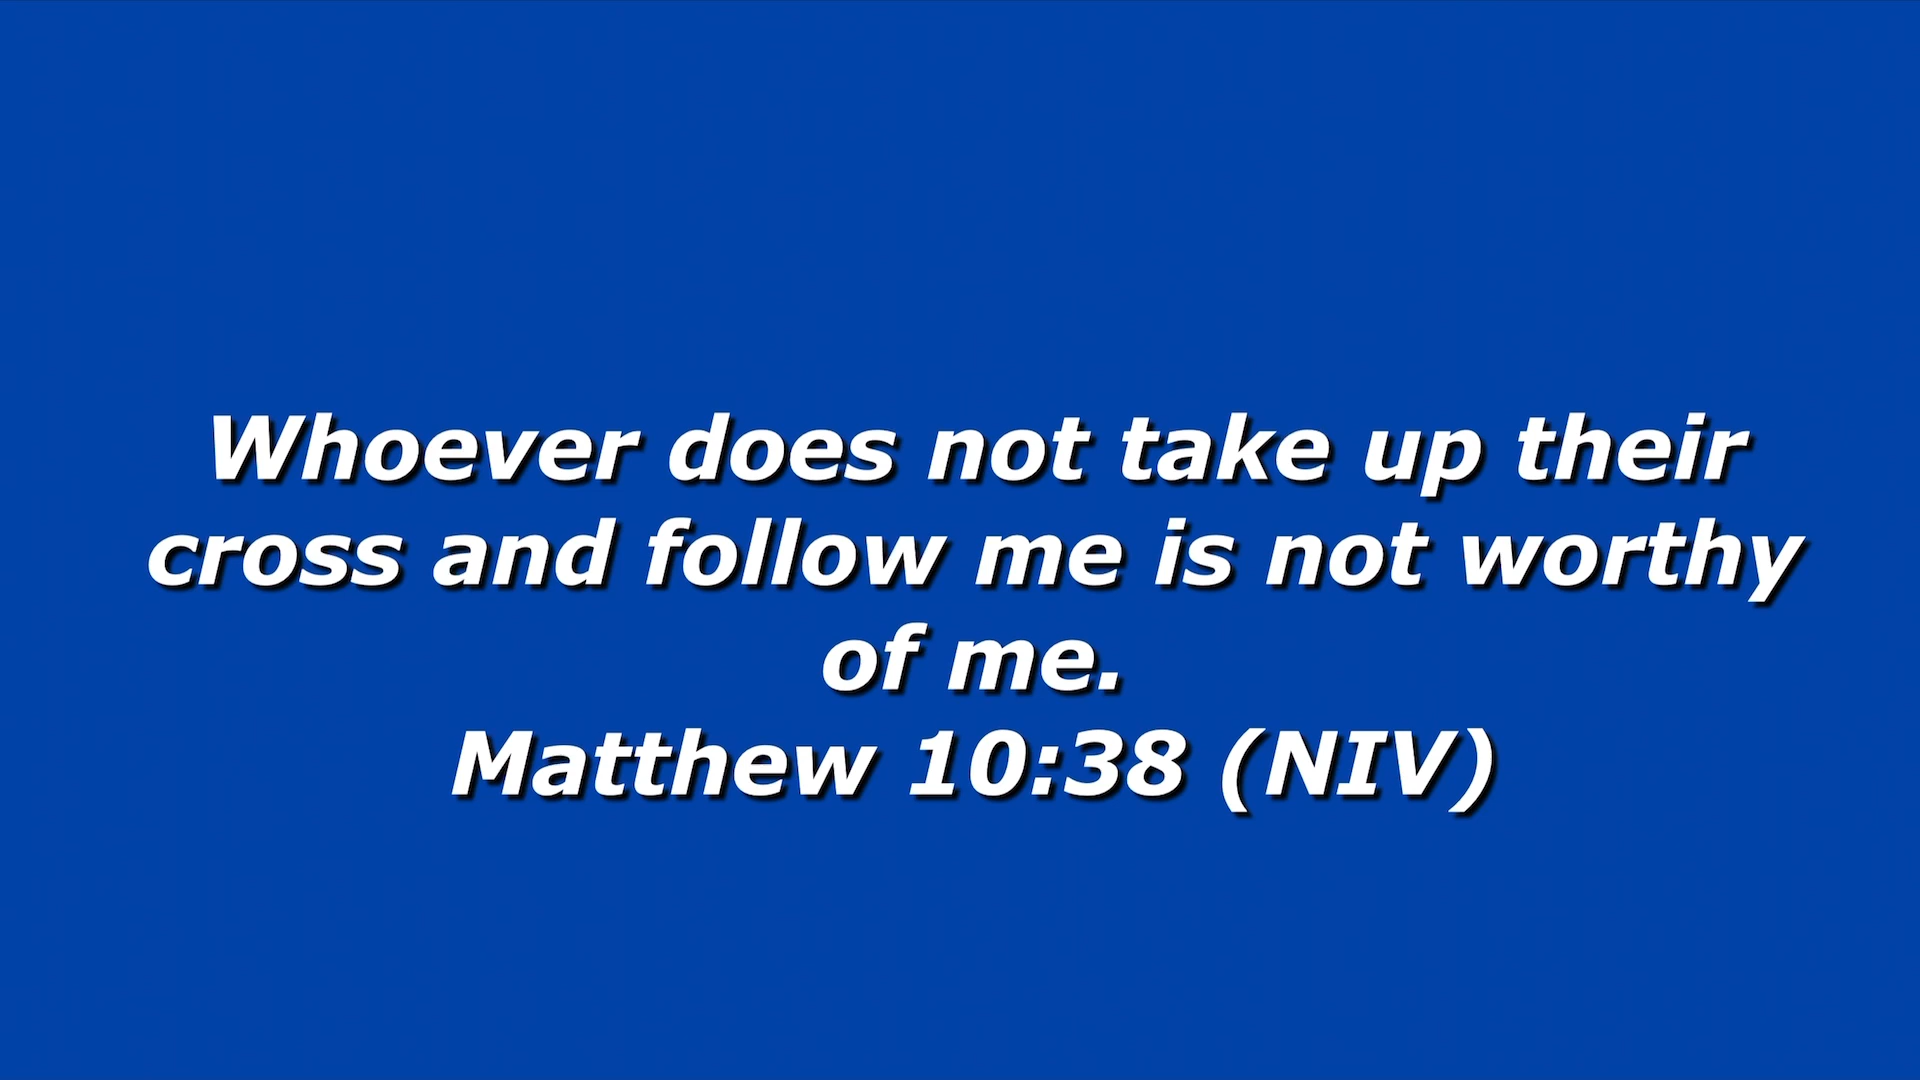 Whoever does not take up their
cross and follow me is not worthy
of me.
Matthew 10:38 (NIV)